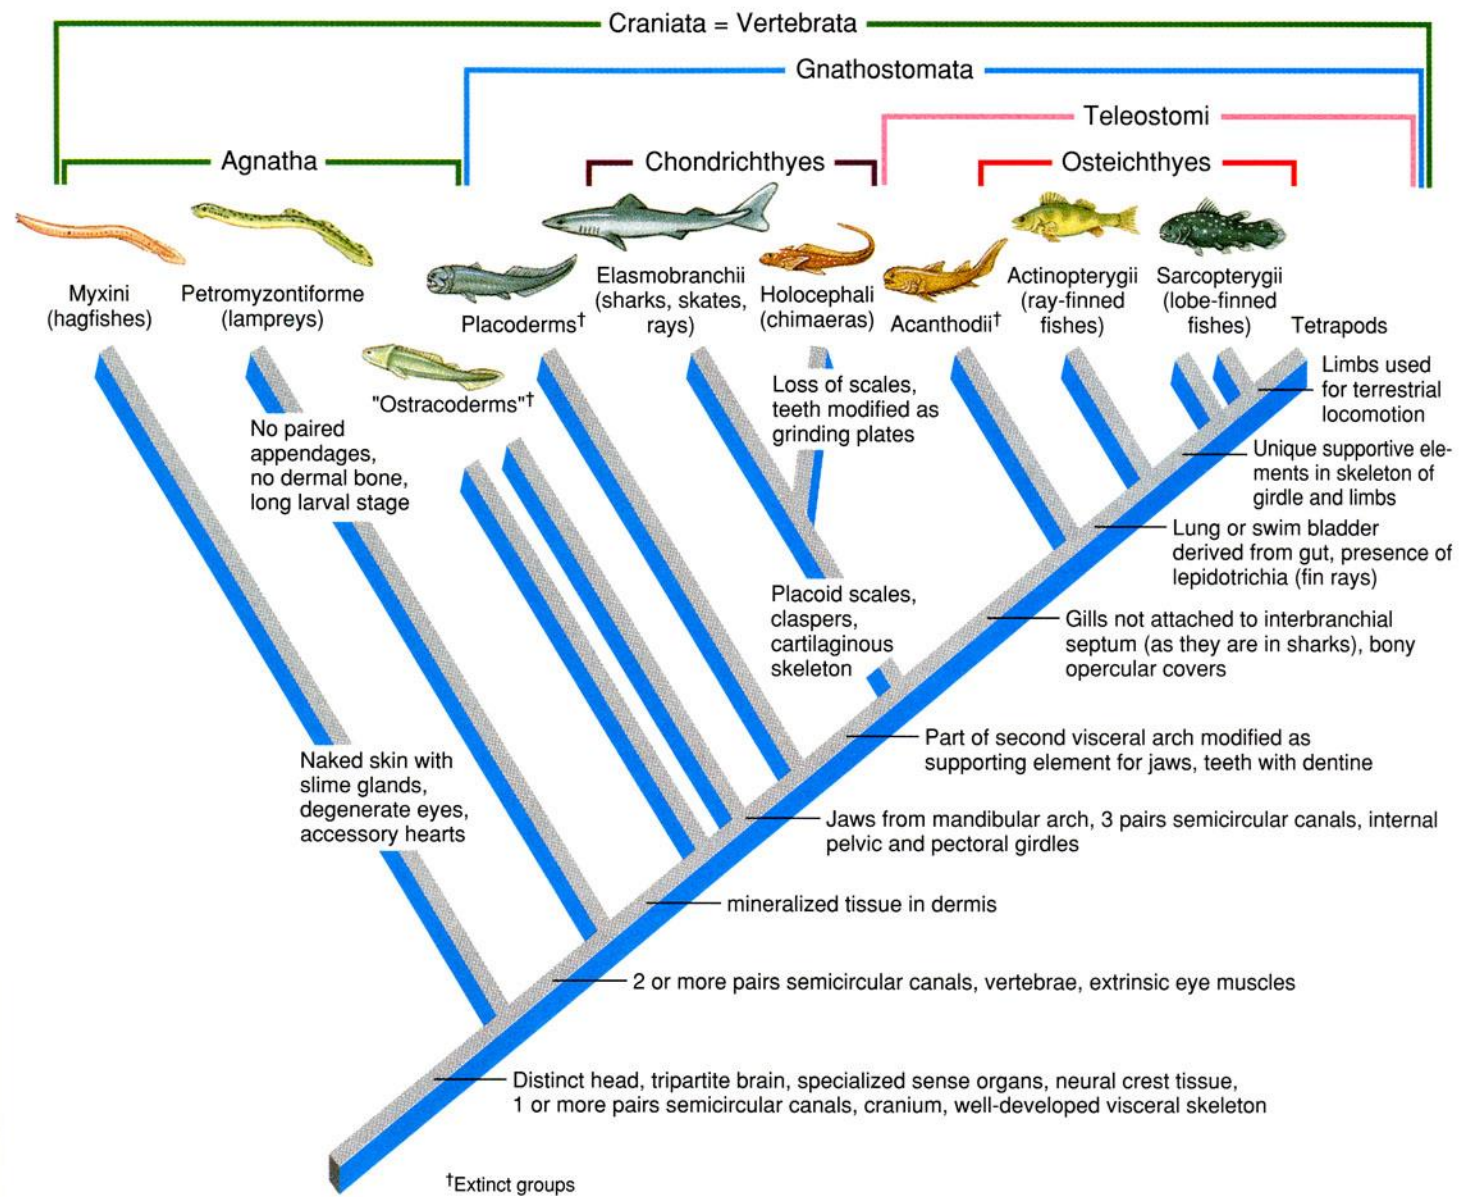 Craniata = Vertebrata
Gnathostomata
Teleostomi
Agnatha
Chondrichthyes
Osteichthyes
Myxini
(hagfishes)
Petromyzontiforme
(lampreys)
"Ostracoderms"†
Placoderms†
Elasmobranchii
(sharks, skates,
rays)
Holocephali
(chimaeras)
Acanthodii†
Actinopterygii
(ray-finned
fishes)
Sarcopterygii
(lobe-finned
fishes)
Tetrapods
Limbs used
for terrestrial
locomotion
Loss of scales,
teeth modified as
grinding plates
No paired
appendages,
no dermal bone,
long larval stage
Unique supportive ele-
ments in skeleton of
girdle and limbs
Lung or swim bladder
derived from gut, presence of
lepidotrichia (fin rays)
Placoid scales,
claspers,
cartilaginous
skeleton
Gills not attached to interbranchial
septum (as they are in sharks), bony
opercular covers
Part of second visceral arch modified as
supporting element for jaws, teeth with dentine
Naked skin with
slime glands,
degenerate eyes,
accessory hearts
Jaws from mandibular arch, 3 pairs semicircular canals, internal
pelvic and pectoral girdles
mineralized tissue in dermis
2 or more pairs semicircular canals, vertebrae, extrinsic eye muscles
Distinct head, tripartite brain, specialized sense organs, neural crest tissue,
1 or more pairs semicircular canals, cranium, well-developed visceral skeleton
†Extinct groups